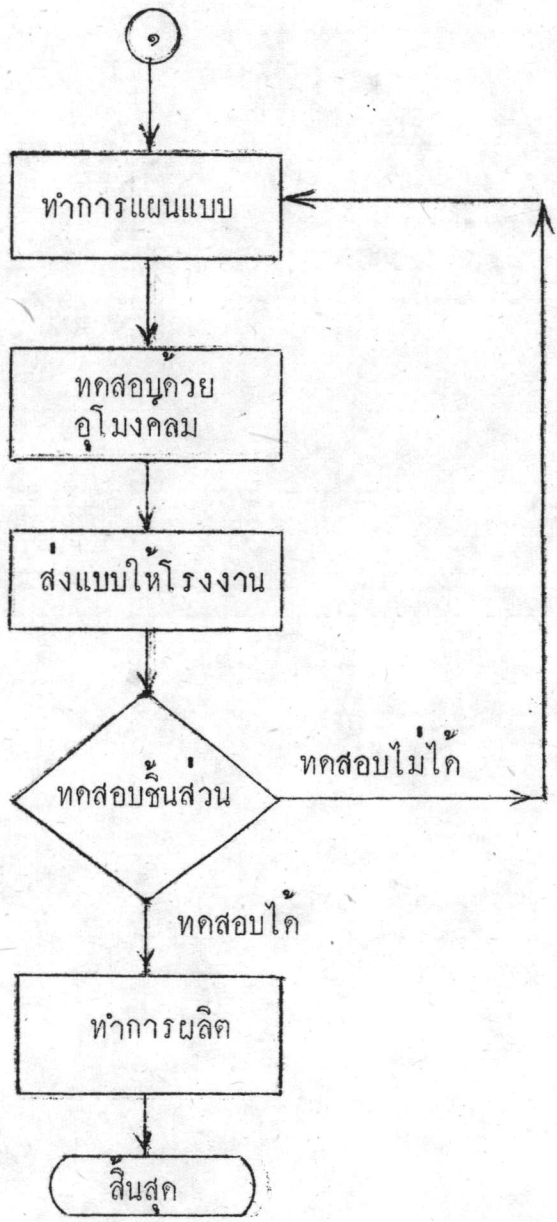 ๑
ทำการแผนแบบ
ทดสอบด้วย
อุโมงค์ลม
ส่งแบบให้โรงงาน
ทดสอบไม่ได้
ทดสอบชิ้นส่วน
ทดสอบได้
ทำการผลิต
สิ้นสุด